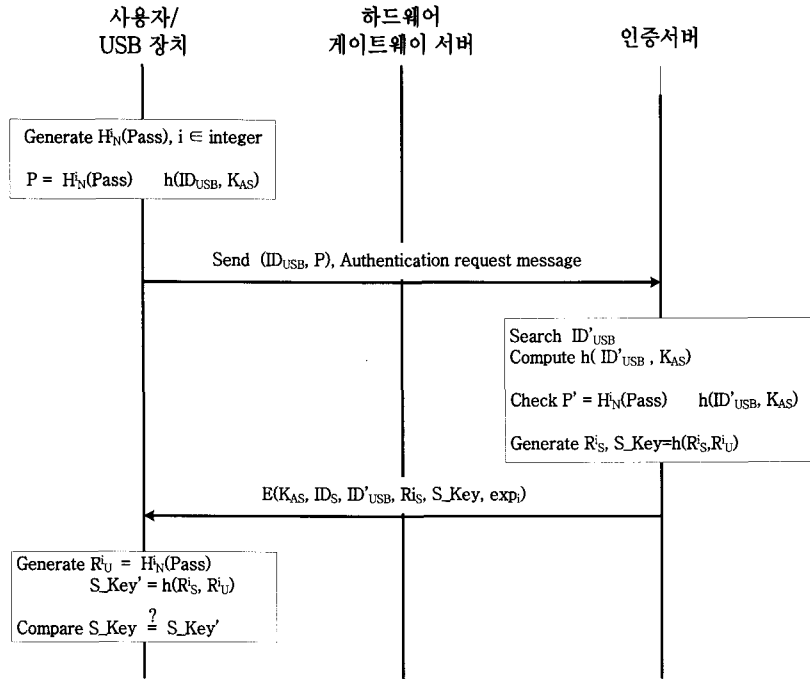 사용자/
USB 장치
하드웨어
게이트웨이 서버
인증서버
Generate HⁱN(Pass), i ∈ integer
P = HⁱN(Pass) h(IDUSB, KAS)
Send (IDUSB, P), Authentication request message
Search ID'USB
Compute h( ID'USB , KAS)
Check P' = HⁱN(Pass) h(ID'USB, KAS)
Generate RⁱS, S_Key=h(RⁱS,RⁱU)
E(KAS, IDS, ID'USB, RiS, S_Key, expi)
Generate RⁱU = HⁱN(Pass)
S_Key' = h(RⁱS, RⁱU)
Compare S_Key ≟ S_Key'